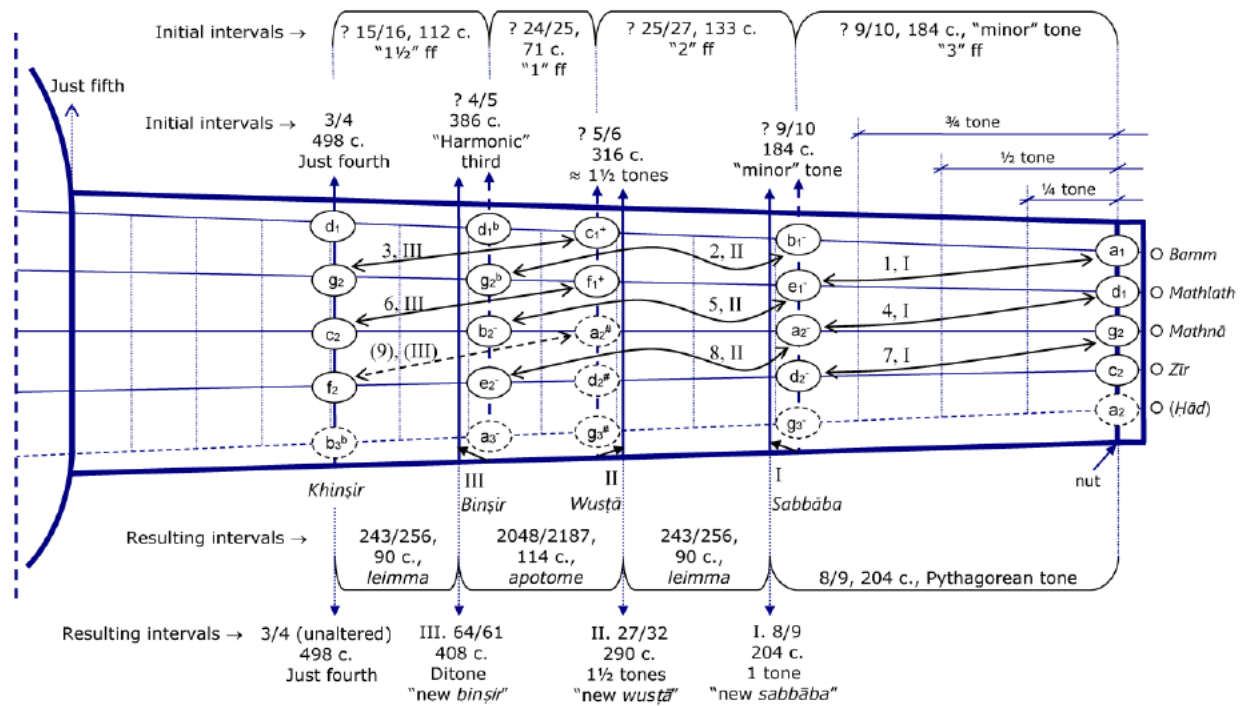 Initial intervals → ? 15/16, 112 c. ? 24/25, ? 25/27, 133 c. ? 9/10, 184 c., "minor" tone
"1½" ff 71 c. "2" ff "3" ff
"1" ff
Just fifth
Initial intervals → 3/4 ? 4/5 ? 5/6 ? 9/10
498 c. 386 c. 316 c. 184 c.
Just fourth "Harmonic" ≈ 1½ tones "minor" tone
third
¾ tone
½ tone
¼ tone
d₁ d₁ᵇ c₁⁺ b₁⁻ a₁ Bamm
3, III 2, II 1, I
g₂ g₂ᵇ f₁⁺ e₁⁻ d₁ Mathlath
6, III 5, II 4, I
c₂ b₂⁻ a₂# a₂⁻ g₂ Mathnā
(9), (III) 8, II 7, I
f₂ e₂⁻ d₂# d₂⁻ c₂ Zīr
b₃ᵇ a₃⁻ g₃# g₃⁻ a₂ (Ḥād)
III II I nut
Khinṣir Binṣir Wusṭā Sabbāba
Resulting intervals → 243/256, 2048/2187, 243/256,
90 c., 114 c., 90 c.,
leimma apotome leimma 8/9, 204 c., Pythagorean tone
Resulting intervals → 3/4 (unaltered) III. 64/61 II. 27/32 I. 8/9
498 c. 408 c. 290 c. 204 c.
Just fourth Ditone 1½ tones 1 tone
"new binṣir" "new wusṭā" "new sabbāba"